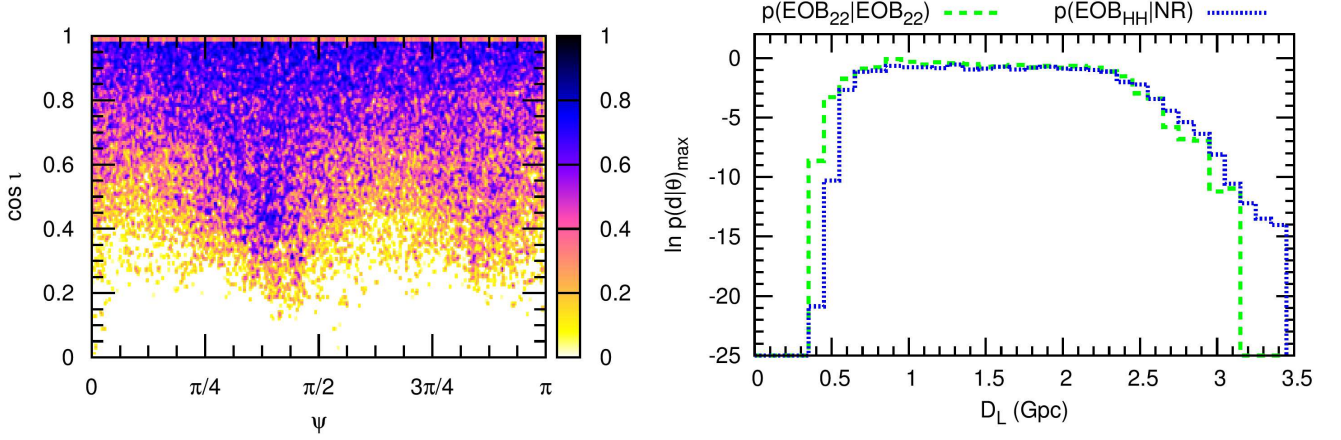 p(EOB22|EOB22)
p(EOBHH|NR)
1
0.8
0.6
0.4
0.2
0
cos ι
0
π/4
π/2
3π/4
π
ψ
1
0.8
0.6
0.4
0.2
0
0
-5
-10
-15
-20
-25
ln p(d|θ)max
0
0.5
1
1.5
2
2.5
3
3.5
DL (Gpc)